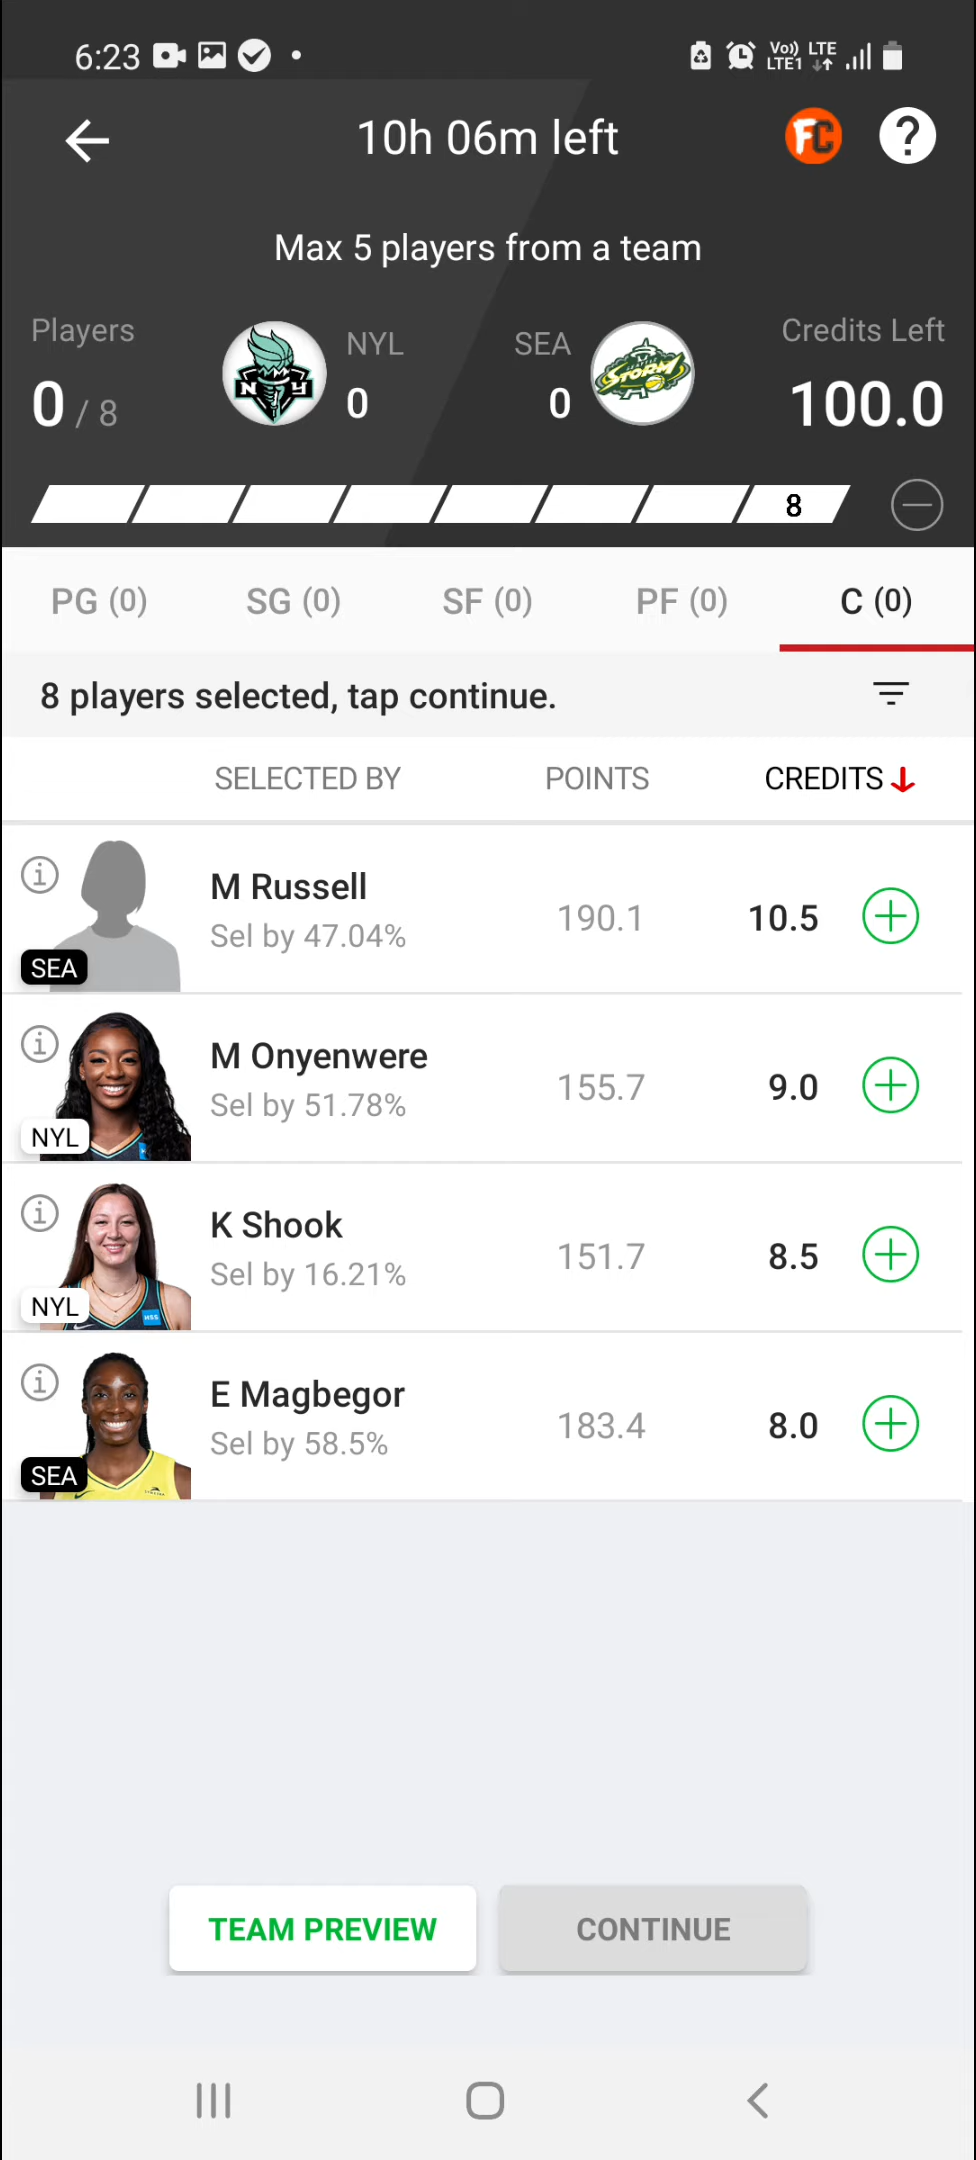 6:23 Vo)) LTE LTE1
10h 06m left FC ?
Max 5 players from a team
Players NYL SEA Credits Left
0 / 8 0 0 100.0
8
PG (0) SG (0) SF (0) PF (0) C (0)
8 players selected, tap continue.
SELECTED BY POINTS CREDITS
M Russell
Sel by 47.04% 190.1 10.5
SEA
M Onyenwere
Sel by 51.78% 155.7 9.0
NYL
K Shook
Sel by 16.21% 151.7 8.5
NYL
E Magbegor
Sel by 58.5% 183.4 8.0
SEA
TEAM PREVIEW CONTINUE